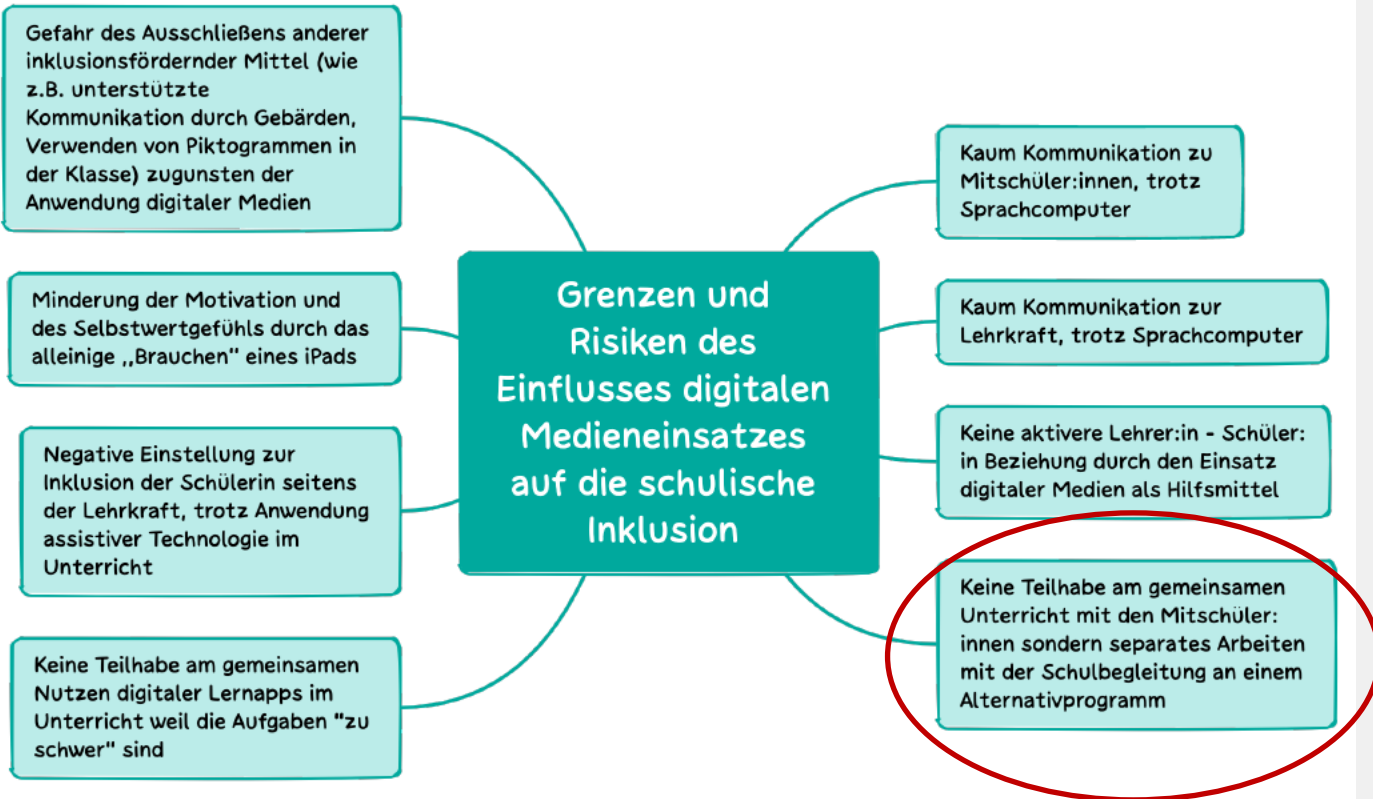 Gefahr des Ausschließens anderer
inklusionsfördernder Mittel (wie
z.B. unterstützte
Kommunikation durch Gebärden,
Verwenden von Piktogrammen in
der Klasse) zugunsten der
Anwendung digitaler Medien
Minderung der Motivation und
des Selbstwertgefühls durch das
alleinige ,,Brauchen" eines iPads
Negative Einstellung zur
Inklusion der Schülerin seitens
der Lehrkraft, trotz Anwendung
assistiver Technologie im
Unterricht
Keine Teilhabe am gemeinsamen
Nutzen digitaler Lernapps im
Unterricht weil die Aufgaben "zu
schwer" sind
Grenzen und
Risiken des
Einflusses digitalen
Medieneinsatzes
auf die schulische
Inklusion
Kaum Kommunikation zu
Mitschüler:innen, trotz
Sprachcomputer
Kaum Kommunikation zur
Lehrkraft, trotz Sprachcomputer
Keine aktivere Lehrer:in - Schüler:
in Beziehung durch den Einsatz
digitaler Medien als Hilfsmittel
Keine Teilhabe am gemeinsamen
Unterricht mit den Mitschüler:
innen sondern separates Arbeiten
mit der Schulbegleitung an einem
Alternativprogramm